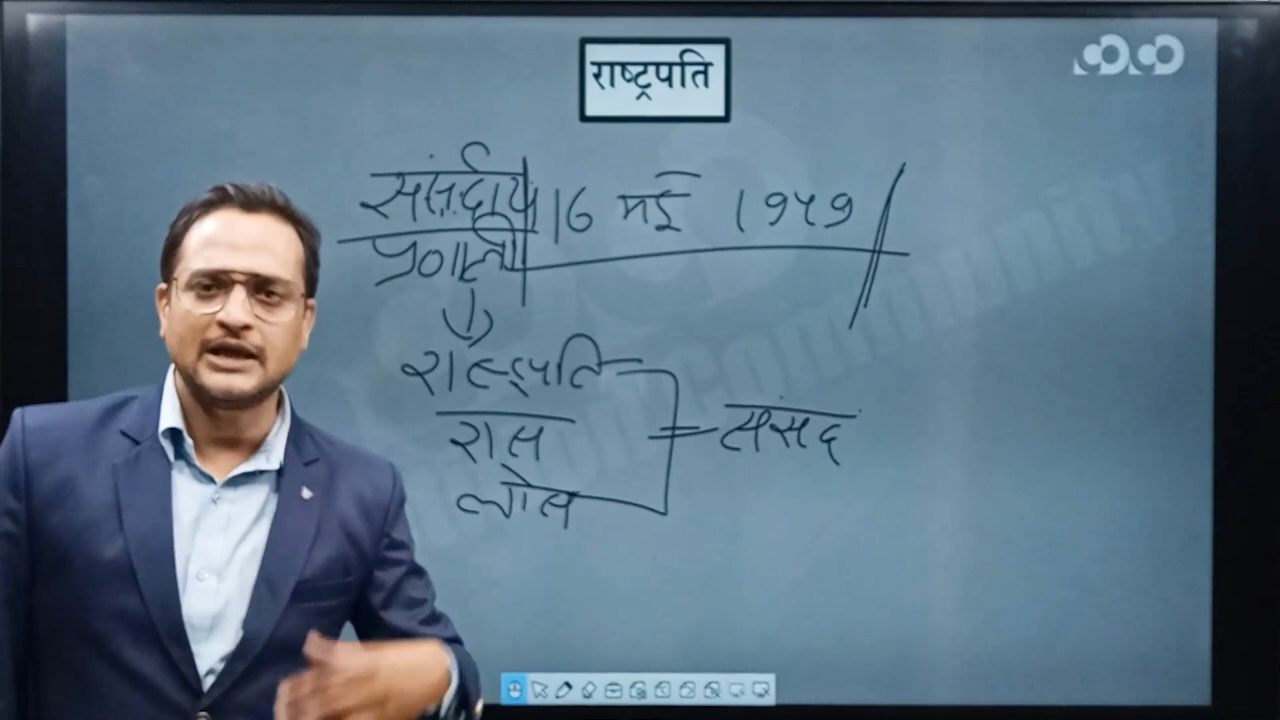 राष्ट्रपति
संसदीय 16 मई 1949
प्रणाली
राष्ट्रपति
रास
लोस
संसद